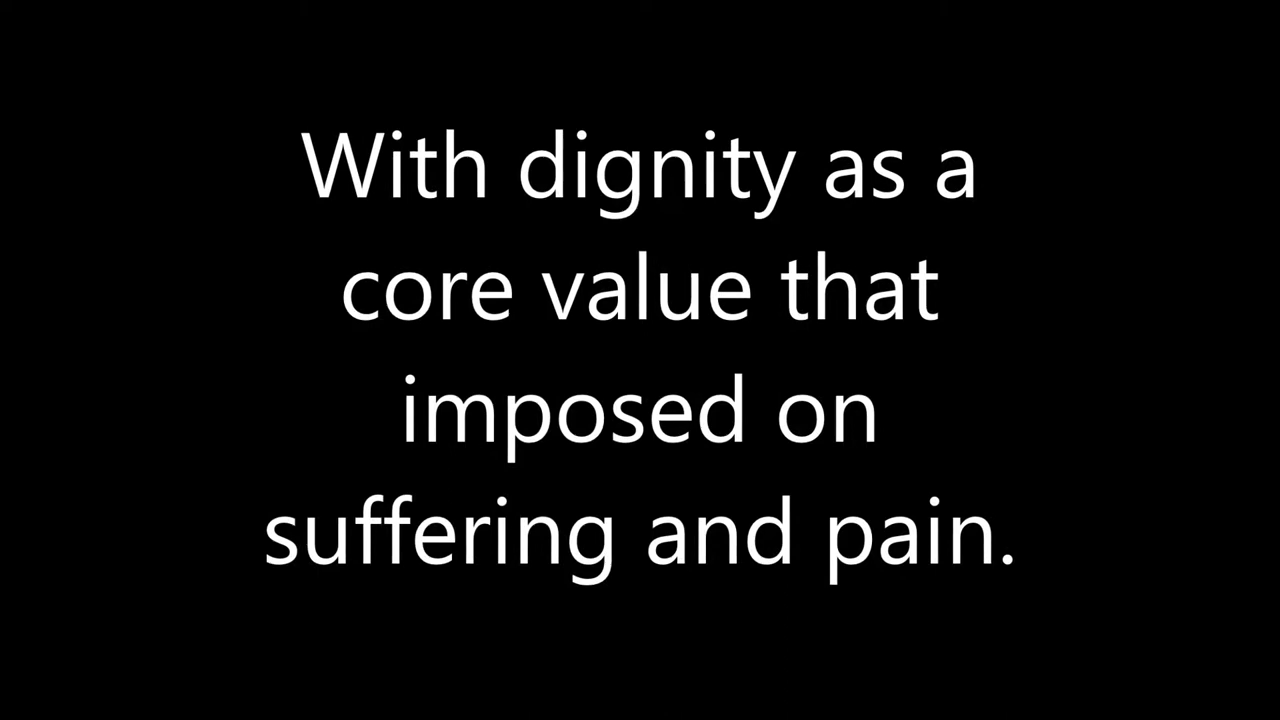 With dignity as a
core value that
imposed on
suffering and pain.